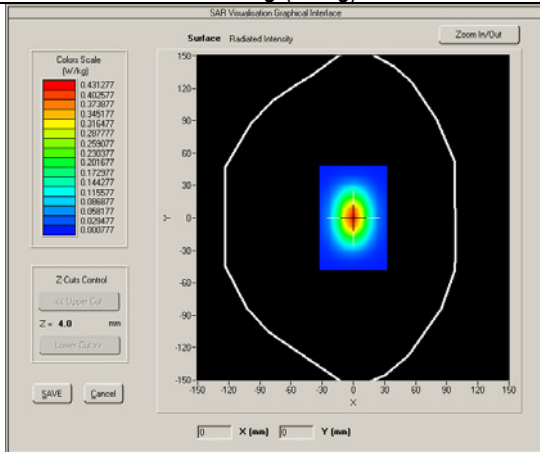 SAR Visualisation Graphical Interface
Surface Radiated Intensity
Zoom In/Out
Colors Scale
(W/kg)
0.431277
0.402577
0.373877
0.345177
0.316477
0.287777
0.259077
0.230377
0.201677
0.172977
0.144277
0.115577
0.086877
0.058177
0.029477
0.000777
150
120
90
60
30
0
-30
-60
-90
-120
-150
Y
-150 -120 -90 -60 -30 0 30 60 90 120 150
X
Z-Cuts Control
<< Upper Cut
Z = 4.0 mm
Lower Cut >>
SAVE Cancel
0 X (mm) 0 Y (mm)